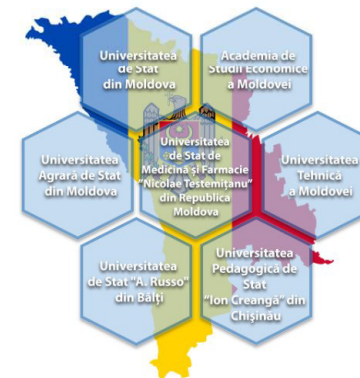 Universitatea
de Stat
din Moldova
Academia de
Studii Economice
a Moldovei
Universitatea
Agrară de Stat
din Moldova
Universitatea
de Stat de
Medicina și Farmacie
"Nicolae Testemițanu"
din Republica
Moldova
Universitatea
Tehnică
a Moldovei
Universitatea
de Stat "A. Russo"
din Bălți
Universitatea
Pedagogică de
Stat
"Ion Creangă" din
Chișinău